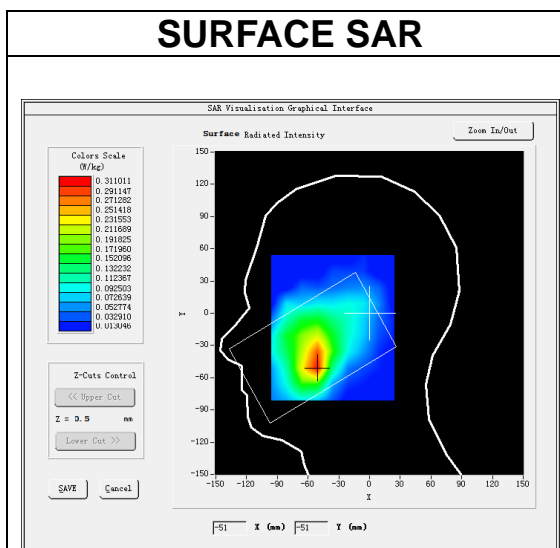 SURFACE SAR
SAR Visualisation Graphical Interface
Surface Radiated Intensity
Zoom In/Out
Colors Scale
(W/kg)
0.311011
0.291147
0.271282
0.251418
0.231553
0.211689
0.191825
0.171960
0.152096
0.132232
0.112367
0.092503
0.072639
0.052774
0.032910
0.013046
Z-Cuts Control
<< Upper Cut
Z = 3.5 mm
Lower Cut >>
SAVE Cancel
150
120
90
60
30
Y 0
-30
-60
-90
-120
-150
-150 -120 -90 -60 -30 0 30 60 90 120 150
X
-51 X (mm) -51 Y (mm)